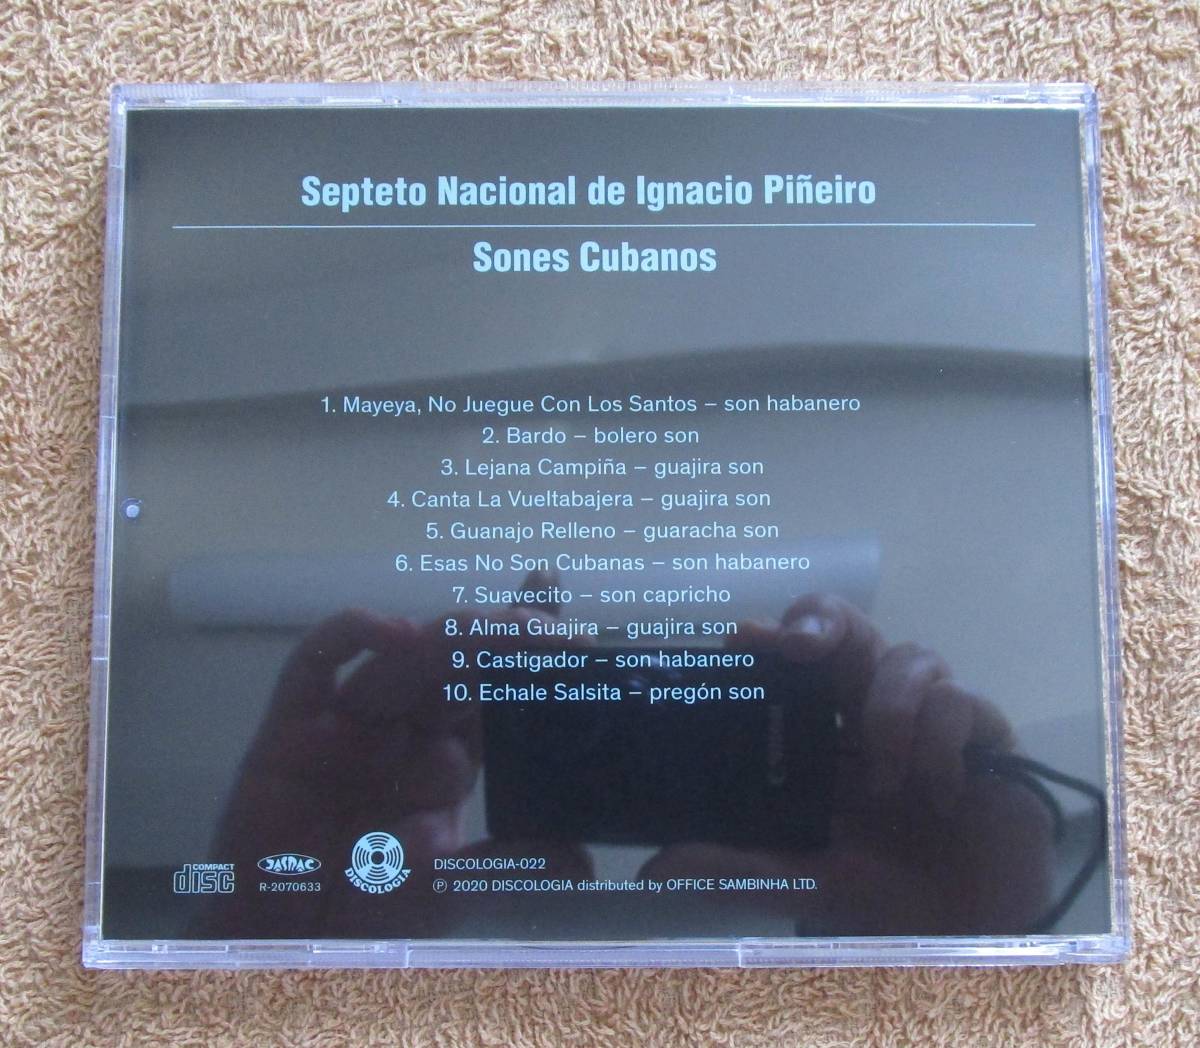 Septeto Nacional de Ignacio Piñeiro
Sones Cubanos
1. Mayeya, No Juegue Con Los Santos – son habanero
2. Bardo – bolero son
3. Lejana Campiña – guajira son
4. Canta La Vueltabajera – guajira son
5. Guanajo Relleno – guaracha son
6. Esas No Son Cubanas – son habanero
7. Suavecito – son capricho
8. Alma Guajira – guajira son
9. Castigador – son habanero
10. Echale Salsita – pregón son
COMPACT
disc
JASRAC
R-2070633
DISCOLOGIA
DISCOLOGIA-022
℗ 2020 DISCOLOGIA distributed by OFFICE SAMBINHA LTD.